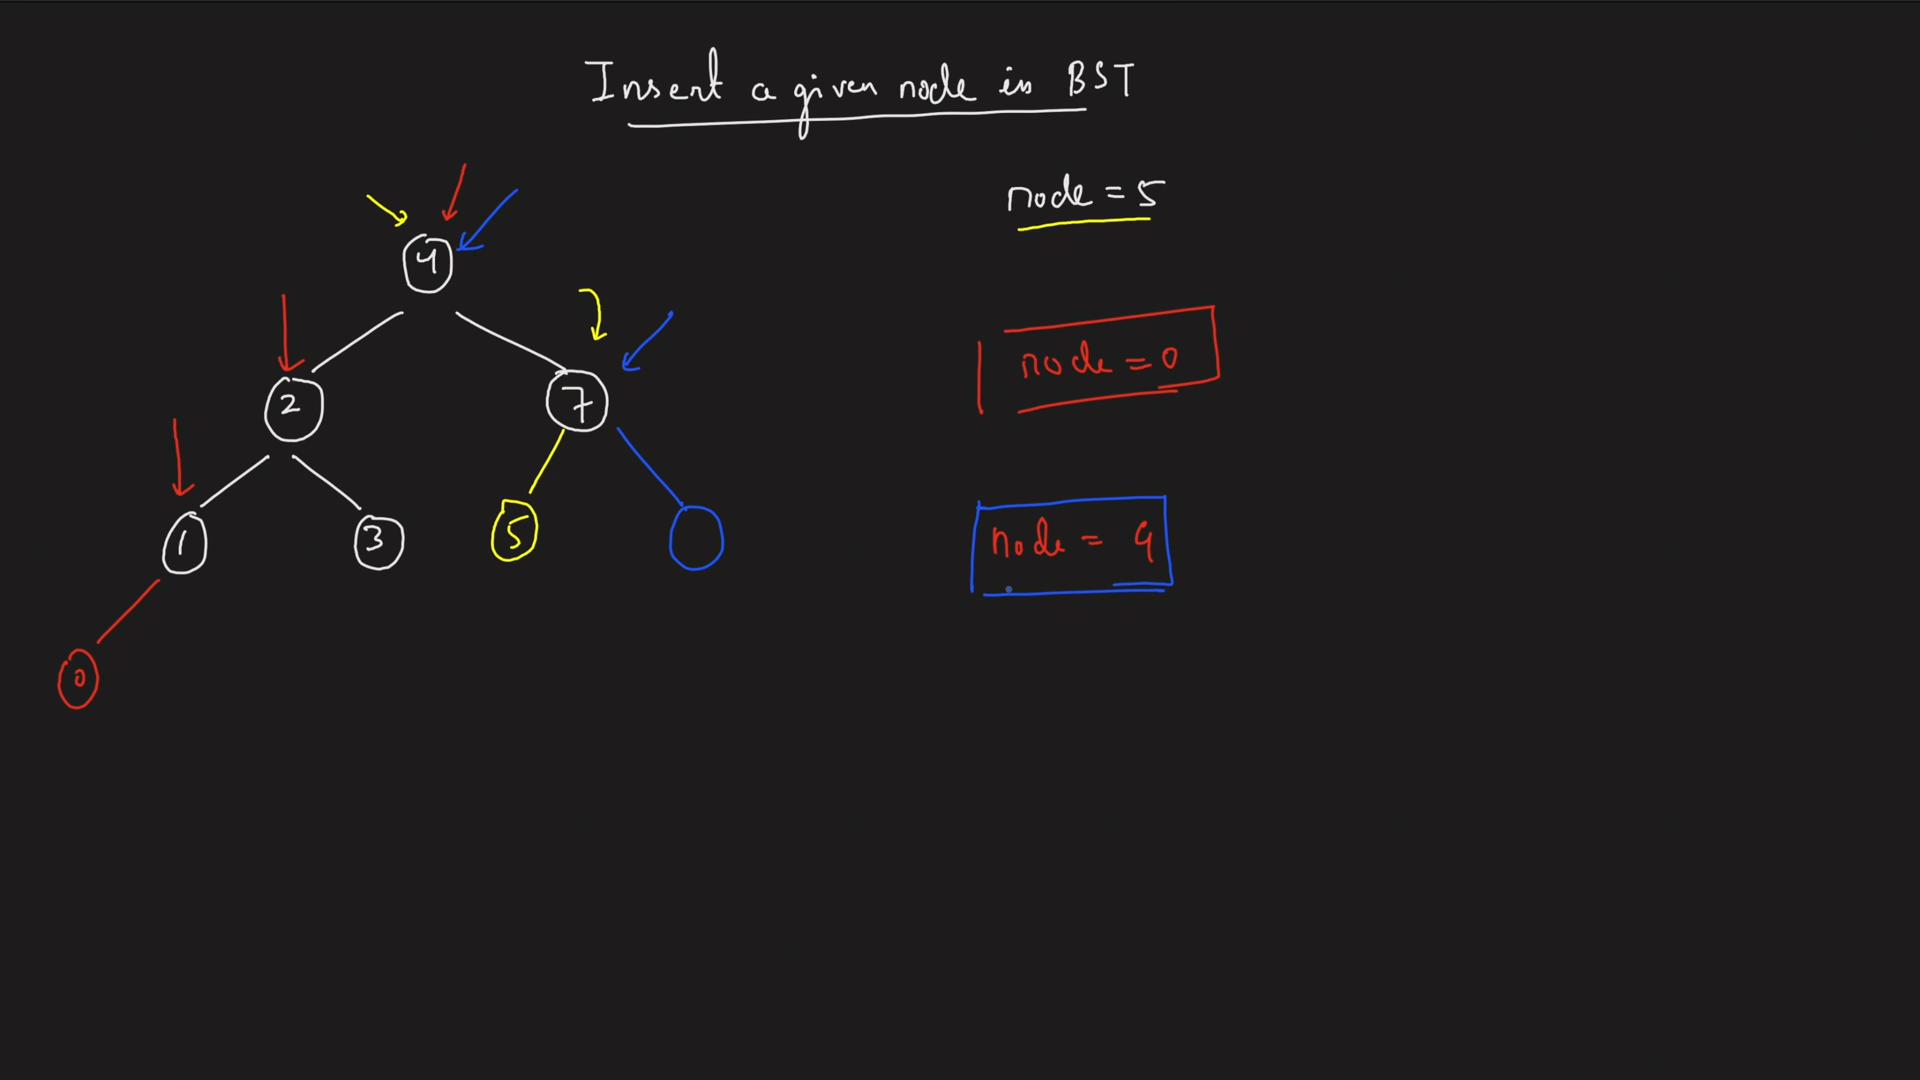 Insert a given node in BST
node = 5
4
node = 0
2
7
node = 9
1
3
5
0